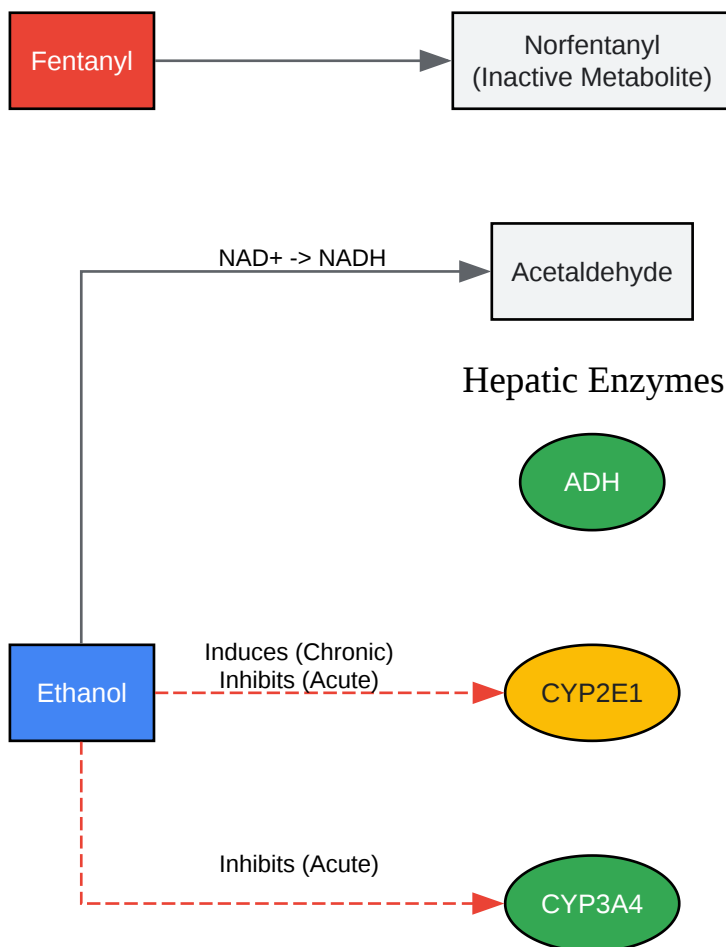 Fentanyl
Norfentanyl
(Inactive Metabolite)
NAD+ -> NADH
Acetaldehyde
Hepatic Enzymes
ADH
Induces (Chronic)
Inhibits (Acute)
Ethanol
CYP2E1
Inhibits (Acute)
CYP3A4